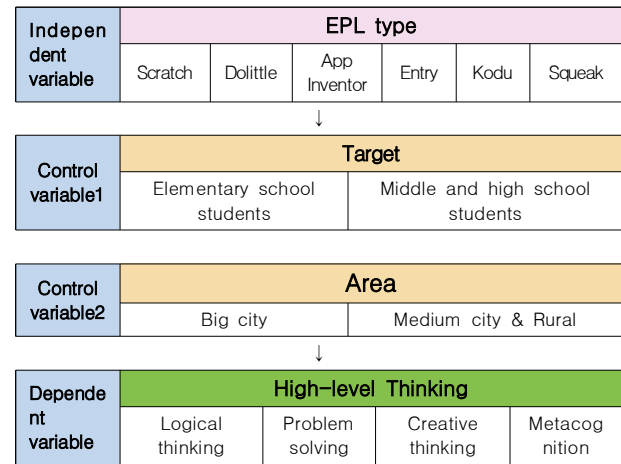 Indepen
dent
variable
EPL type
Scratch
Dolittle
App
Inventor
Entry
Kodu
Squeak
↓
Control
variable1
Target
Elementary school
students
Middle and high school
students
Control
variable2
Area
Big city
Medium city & Rural
↓
Depende
nt
variable
High-level Thinking
Logical
thinking
Problem
solving
Creative
thinking
Metacog
nition